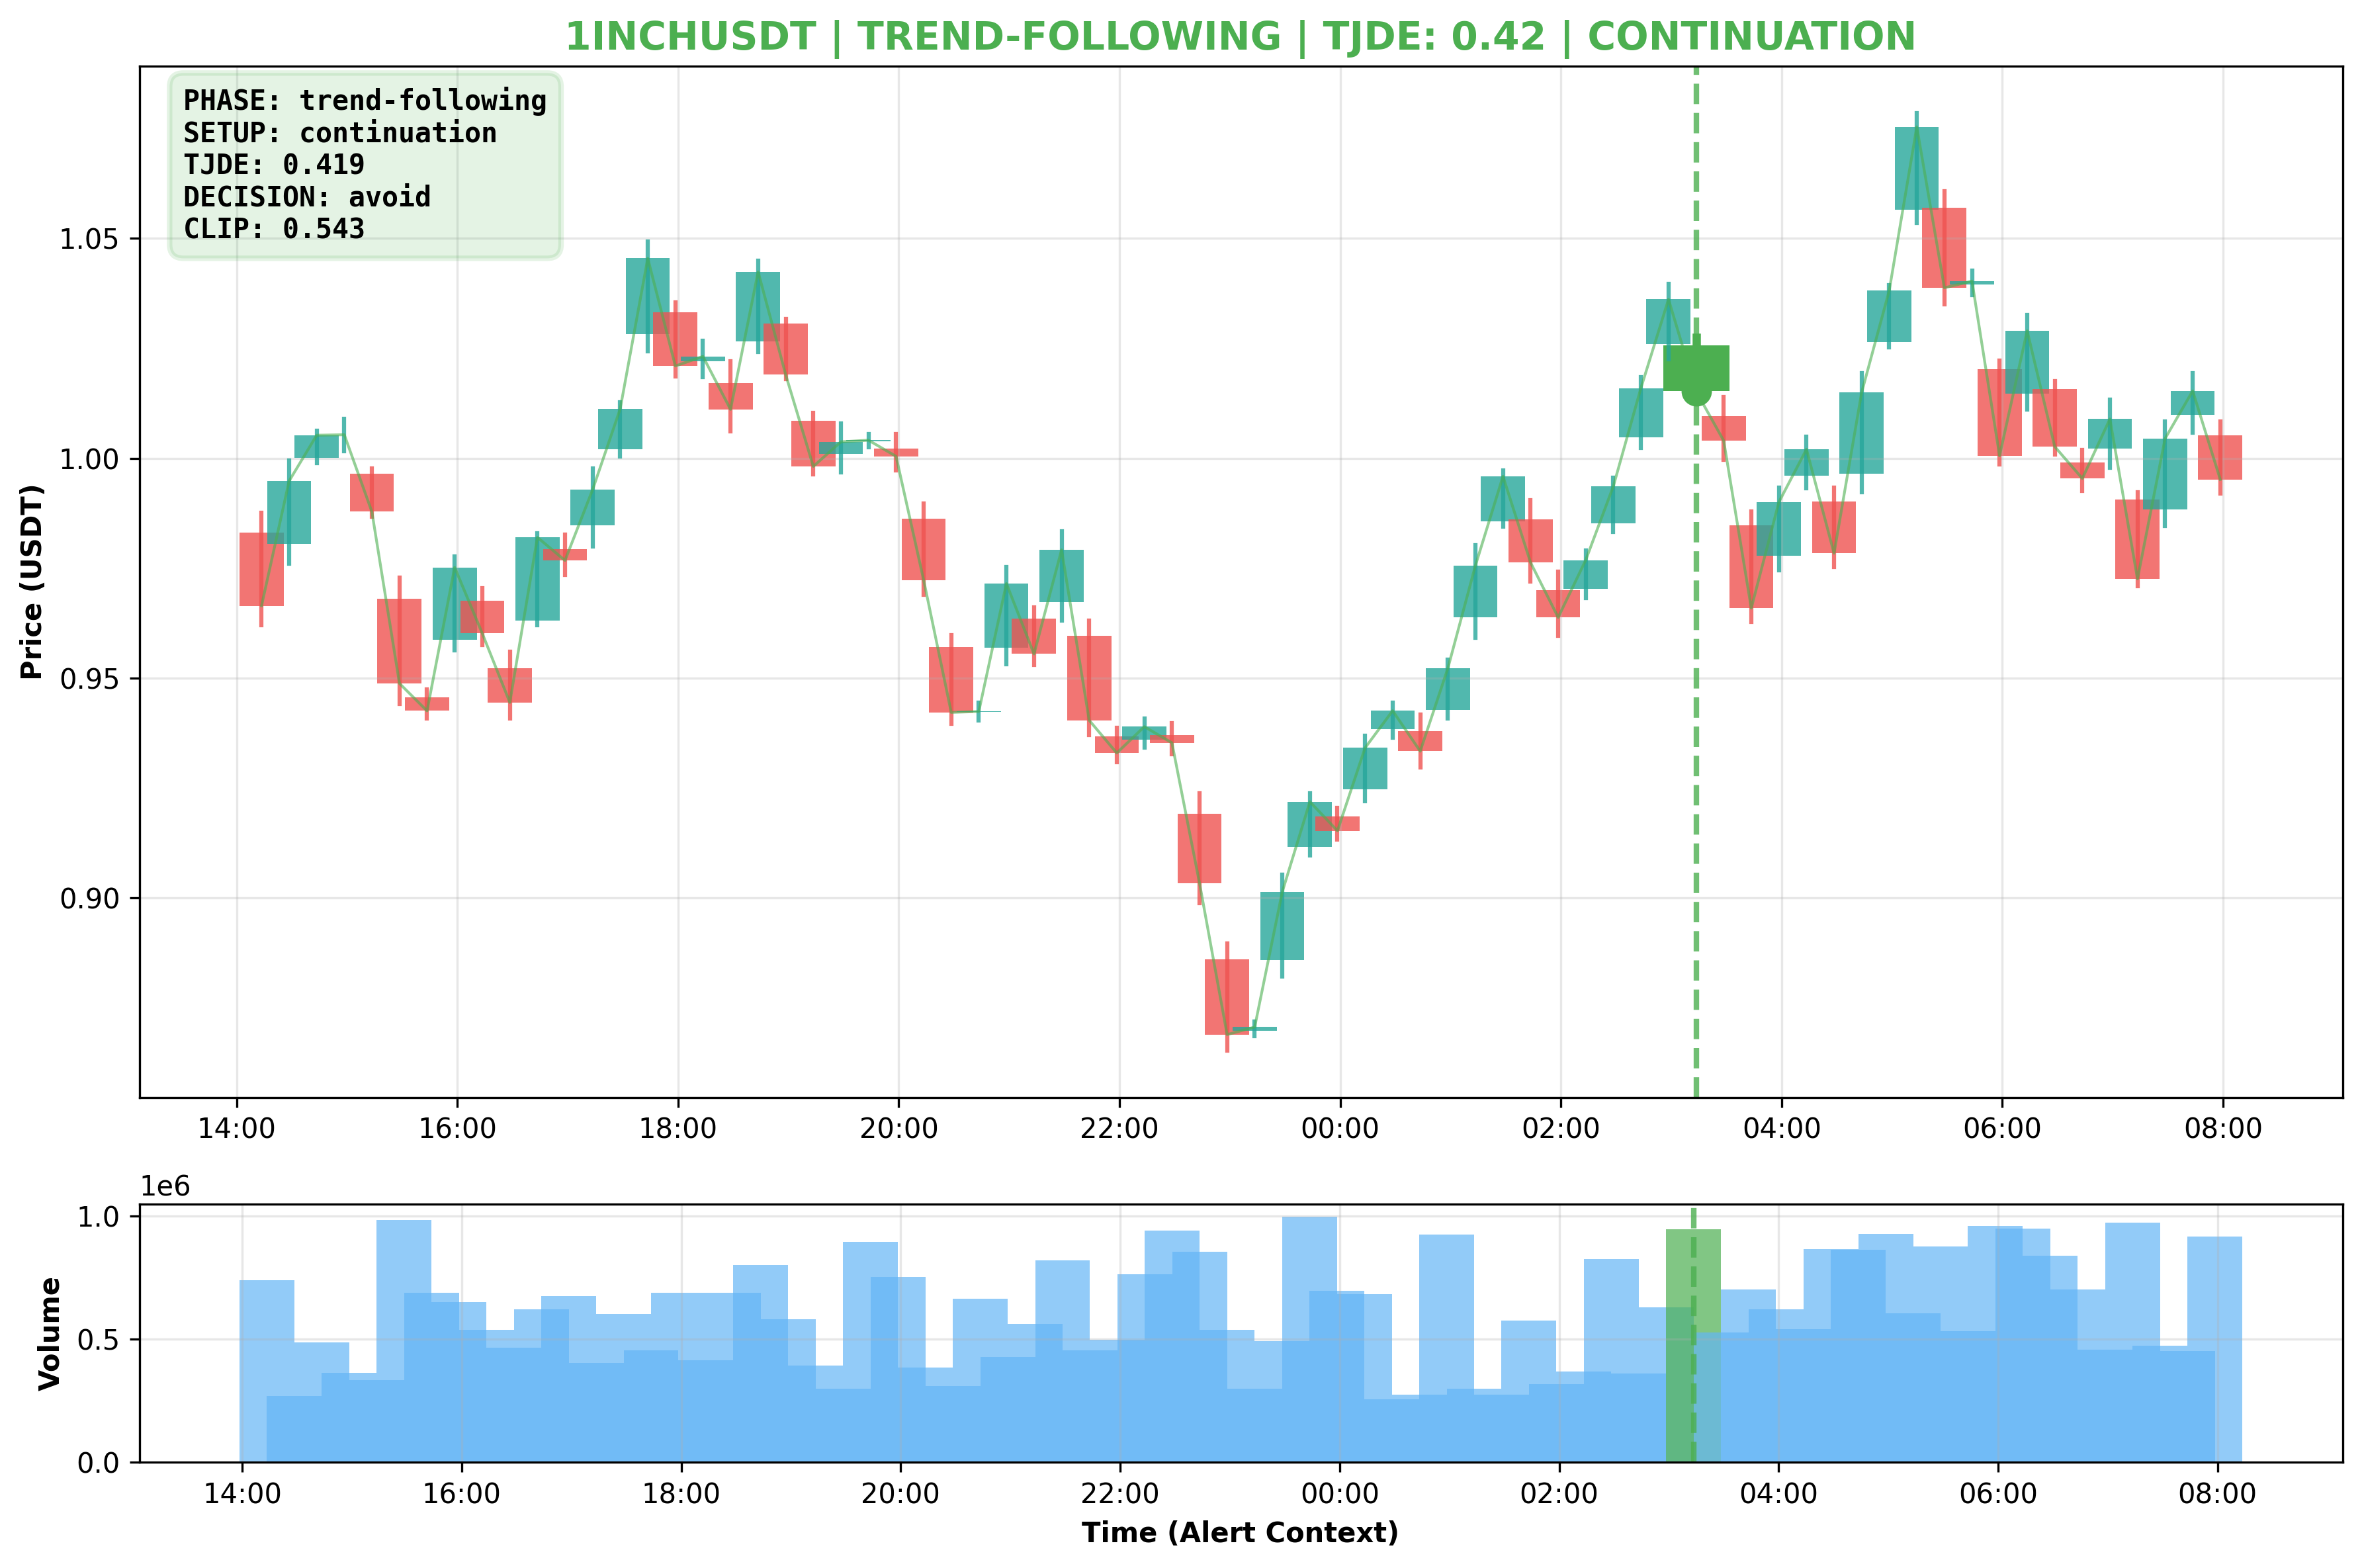 1INCHUSDT | TREND-FOLLOWING | TJDE: 0.42 | CONTINUATION
PHASE: trend-following
SETUP: continuation
TJDE: 0.419
DECISION: avoid
CLIP: 0.543
Price (USDT)
1.05
1.00
0.95
0.90
14:00 16:00 18:00 20:00 22:00 00:00 02:00 04:00 06:00 08:00
1e6
Volume
1.0
0.5
0.0
14:00 16:00 18:00 20:00 22:00 00:00 02:00 04:00 06:00 08:00
Time (Alert Context)